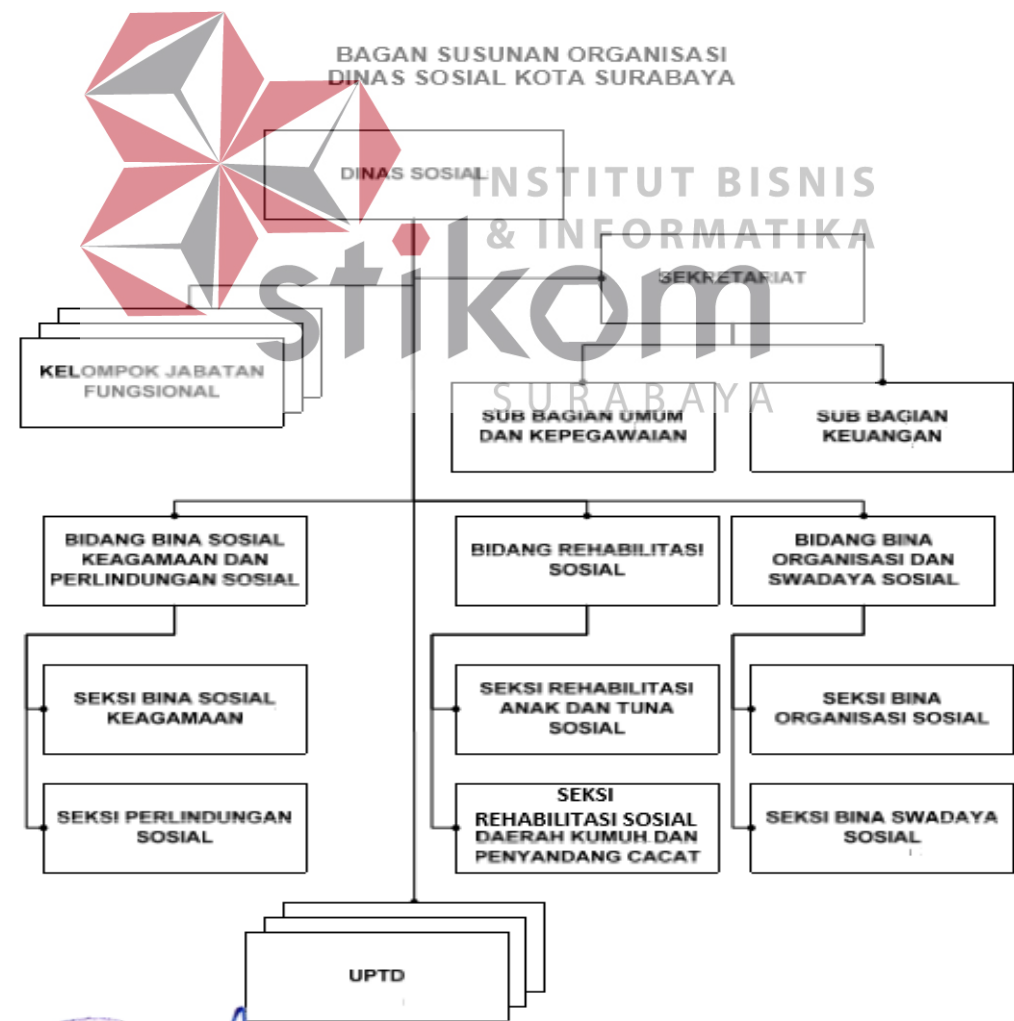 BAGAN SUSUNAN ORGANISASI
DINAS SOSIAL KOTA SURABAYA
DINAS SOSIAL
INSTITUT BISNIS
& INFORMATIKA
stikom
SURABAYA
SEKRETARIAT
KELOMPOK JABATAN
FUNGSIONAL
SUB BAGIAN UMUM
DAN KEPEGAWAIAN
SUB BAGIAN
KEUANGAN
BIDANG BINA SOSIAL
KEAGAMAAN DAN
PERLINDUNGAN SOSIAL
BIDANG REHABILITASI
SOSIAL
BIDANG BINA
ORGANISASI DAN
SWADAYA SOSIAL
SEKSI BINA SOSIAL
KEAGAMAAN
SEKSI REHABILITASI
ANAK DAN TUNA
SOSIAL
SEKSI BINA
ORGANISASI SOSIAL
SEKSI PERLINDUNGAN
SOSIAL
SEKSI
REHABILITASI SOSIAL
DAERAH KUMUH DAN
PENYANDANG CACAT
SEKSI BINA SWADAYA
SOSIAL
UPTD